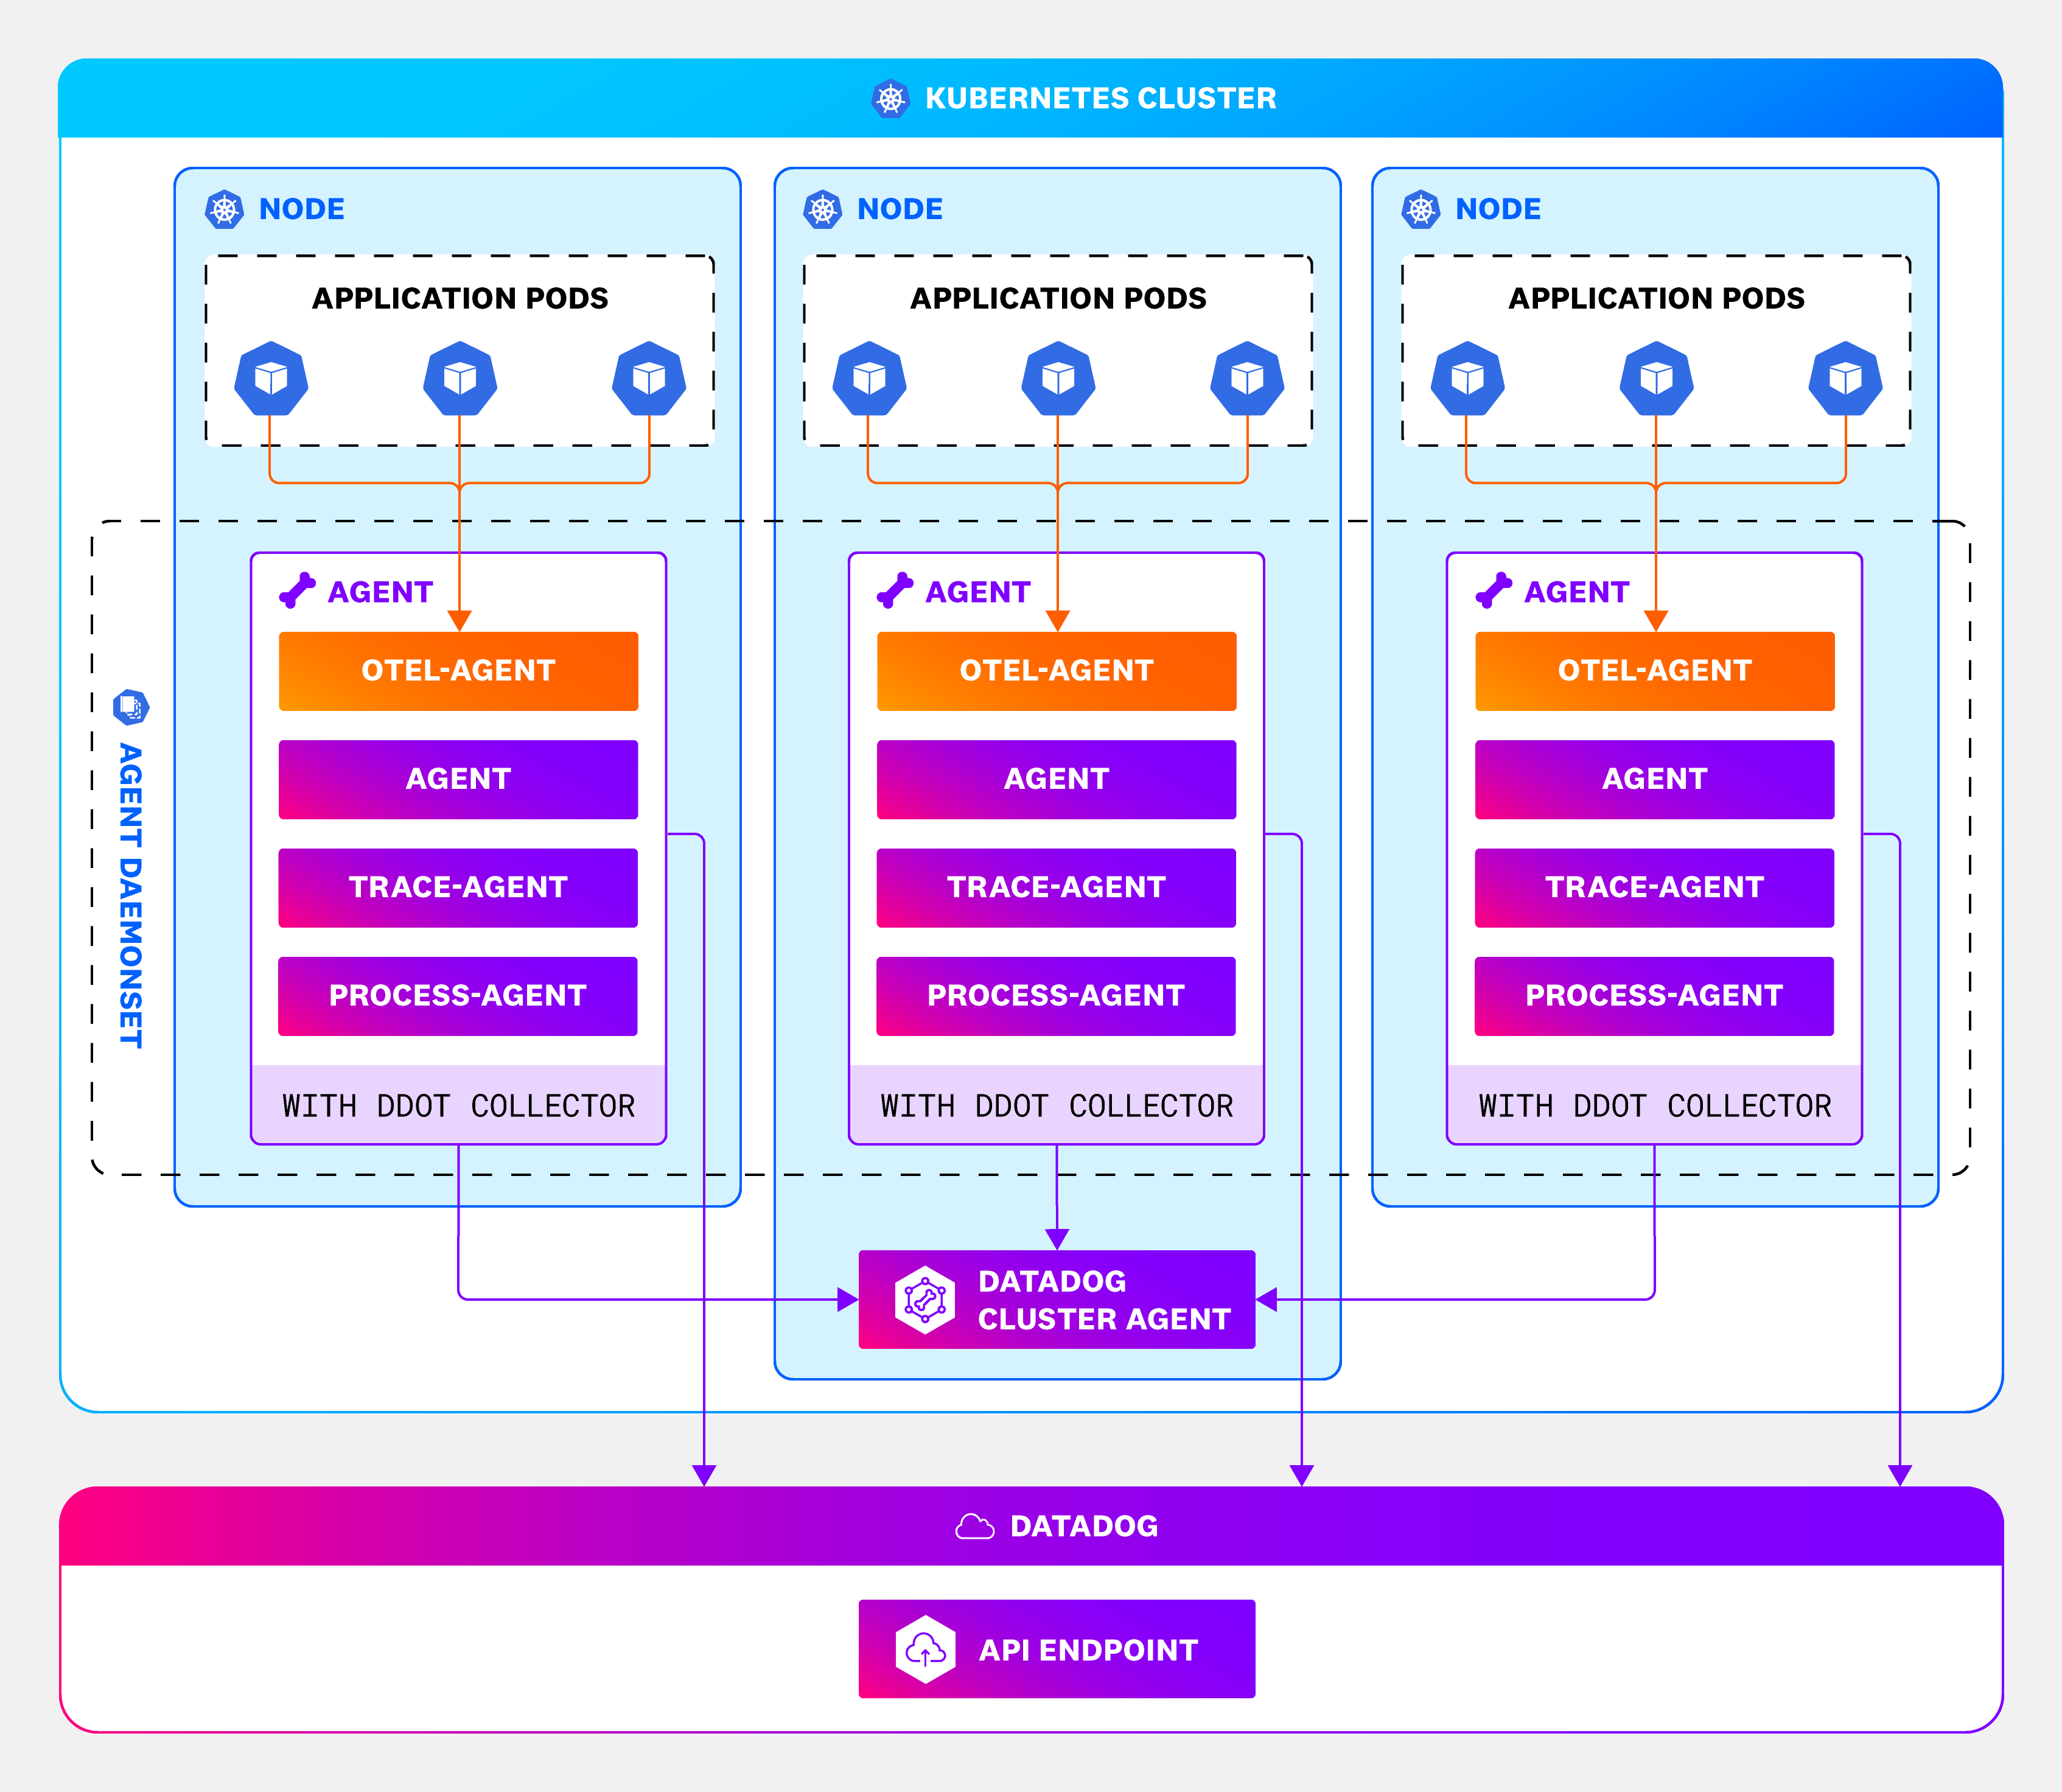 KUBERNETES CLUSTER
NODE
NODE
NODE
APPLICATION PODS
APPLICATION PODS
APPLICATION PODS
AGENT DAEMONSET
AGENT
OTEL-AGENT
AGENT
TRACE-AGENT
PROCESS-AGENT
WITH DDOT COLLECTOR
AGENT
OTEL-AGENT
AGENT
TRACE-AGENT
PROCESS-AGENT
WITH DDOT COLLECTOR
AGENT
OTEL-AGENT
AGENT
TRACE-AGENT
PROCESS-AGENT
WITH DDOT COLLECTOR
DATADOG
CLUSTER AGENT
DATADOG
API ENDPOINT